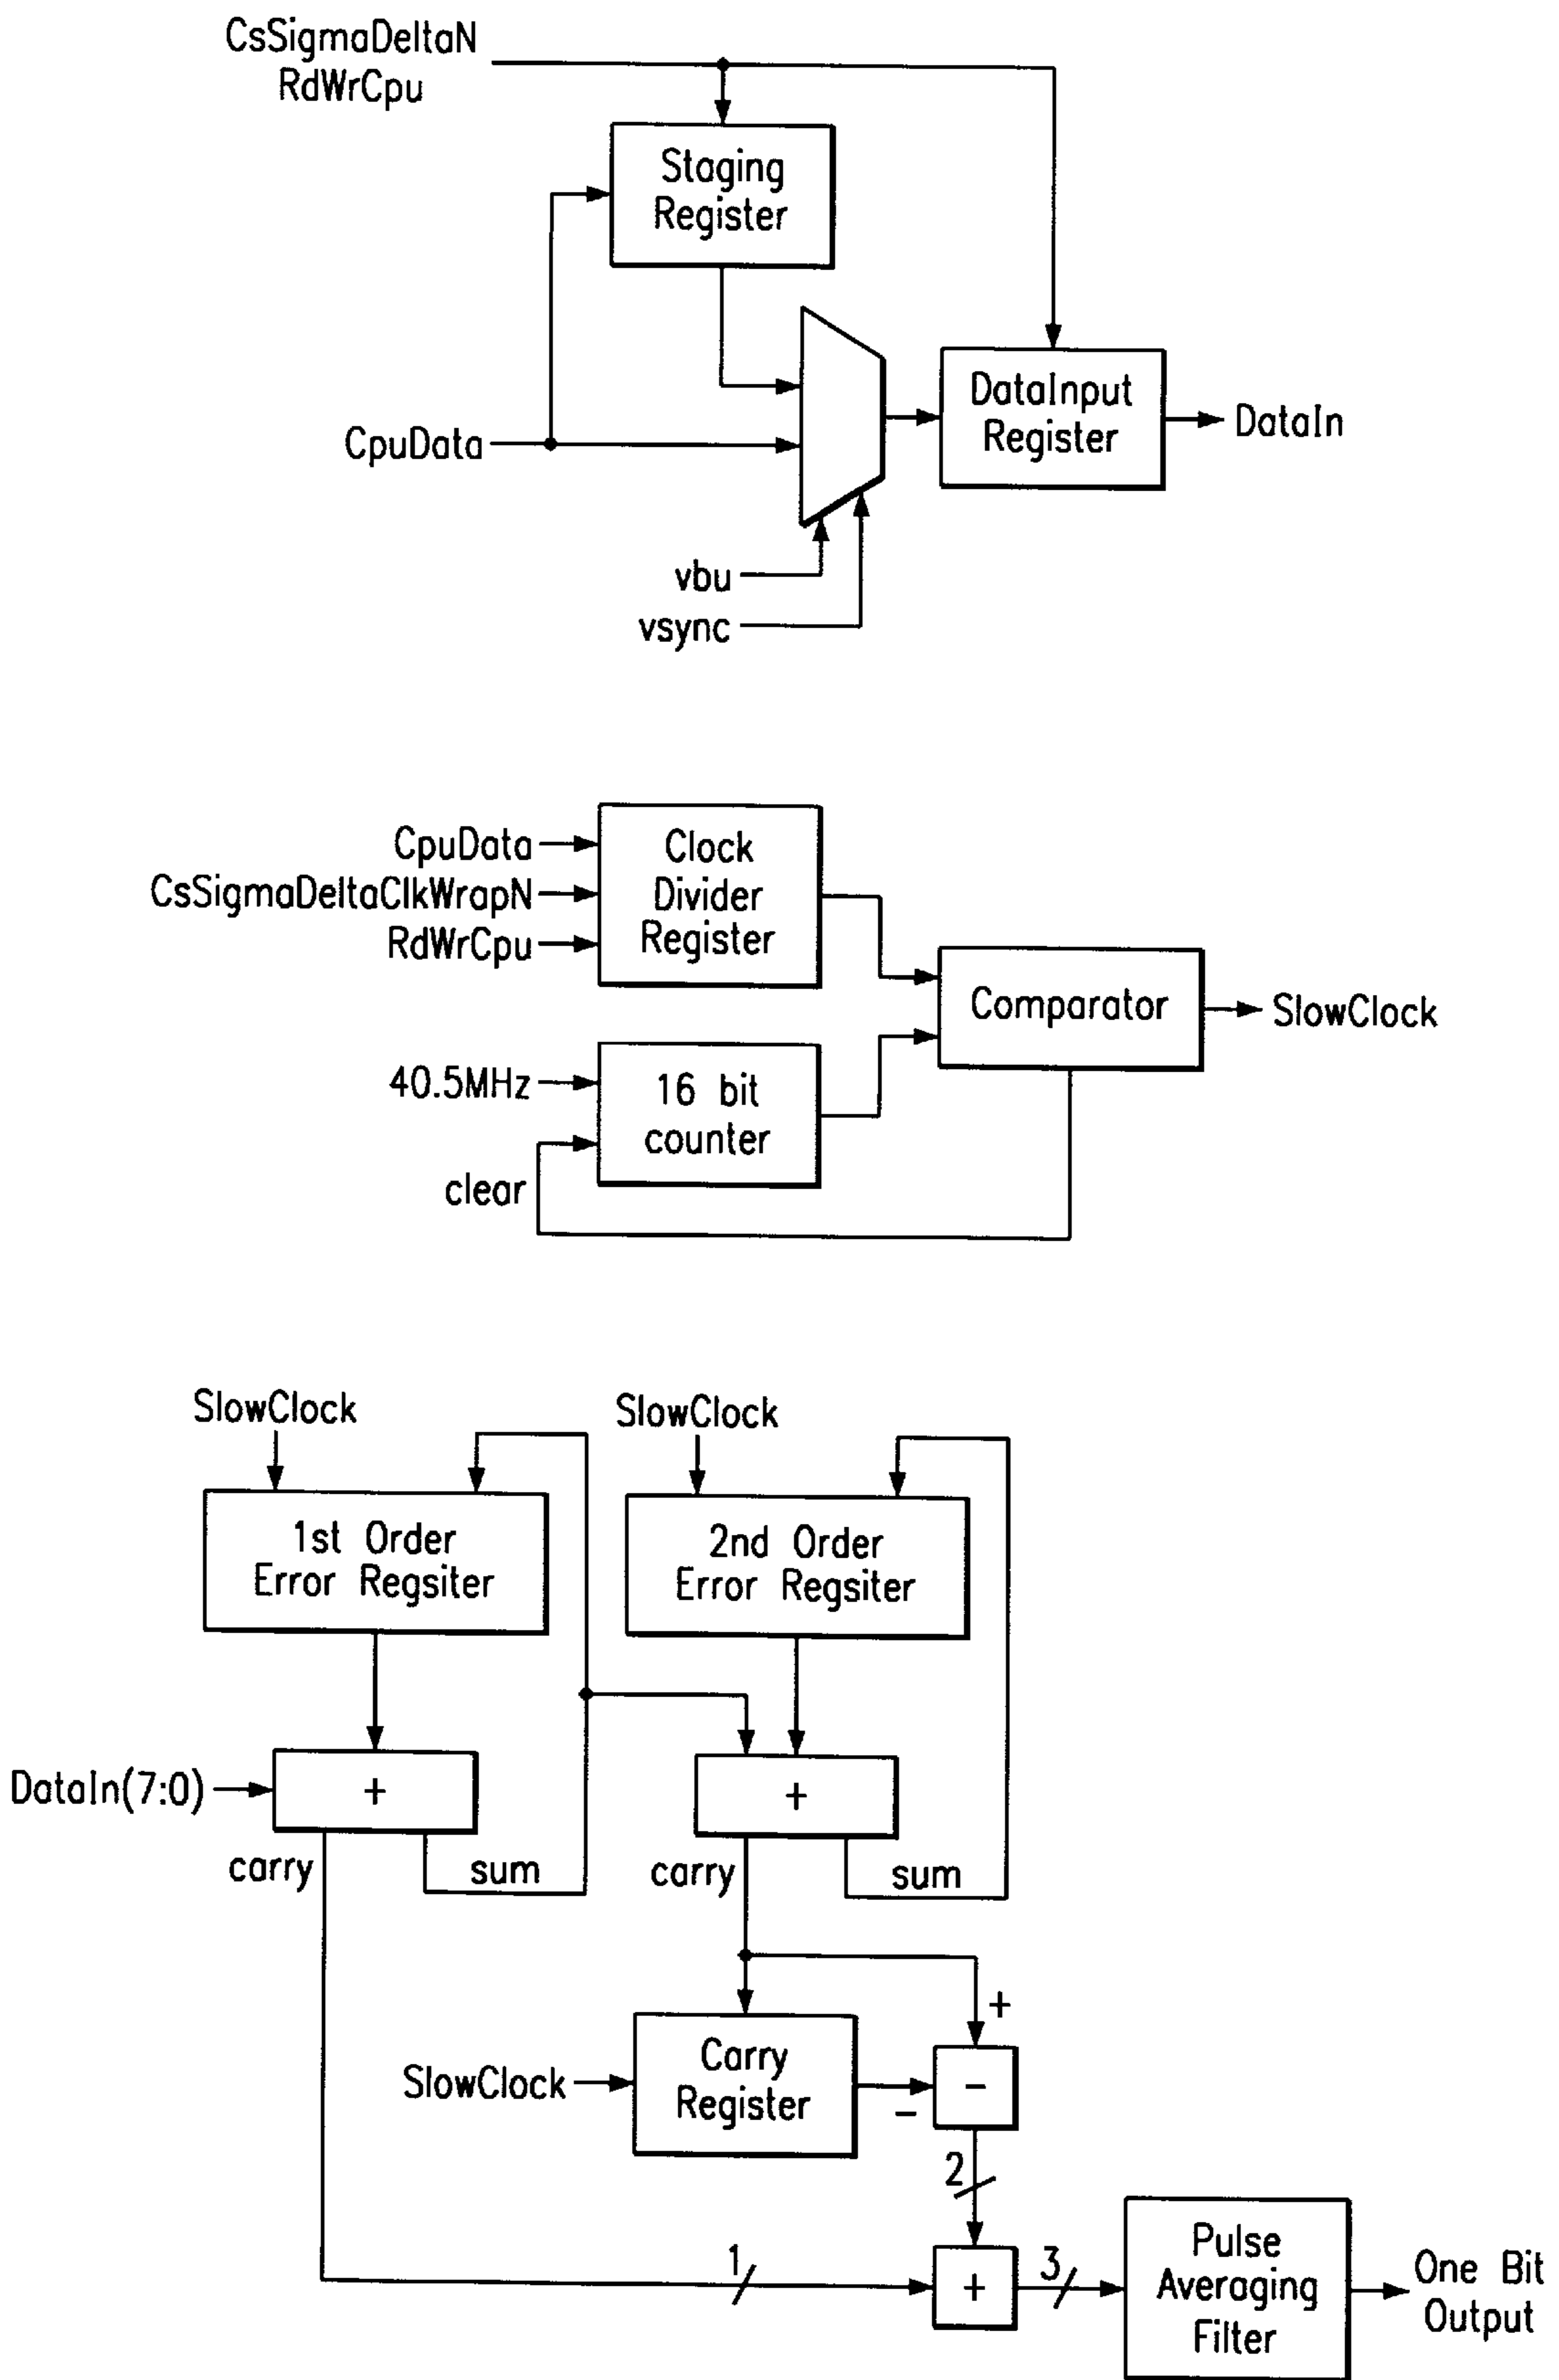 CsSigmaDeltaN
RdWrCpu
Staging
Register
CpuData
DataInput
Register
DataIn
vbu
vsync
CpuData
CsSigmaDeltaClkWrapN
RdWrCpu
Clock
Divider
Register
Comparator
SlowClock
40.5MHz
16 bit
counter
clear
SlowClock
SlowClock
1st Order
Error Regsiter
2nd Order
Error Regsiter
DataIn(7:0)
+
+
carry
sum
carry
sum
+
SlowClock
Carry
Register
-
-
2
1
+
3
Pulse
Averaging
Filter
One Bit
Output